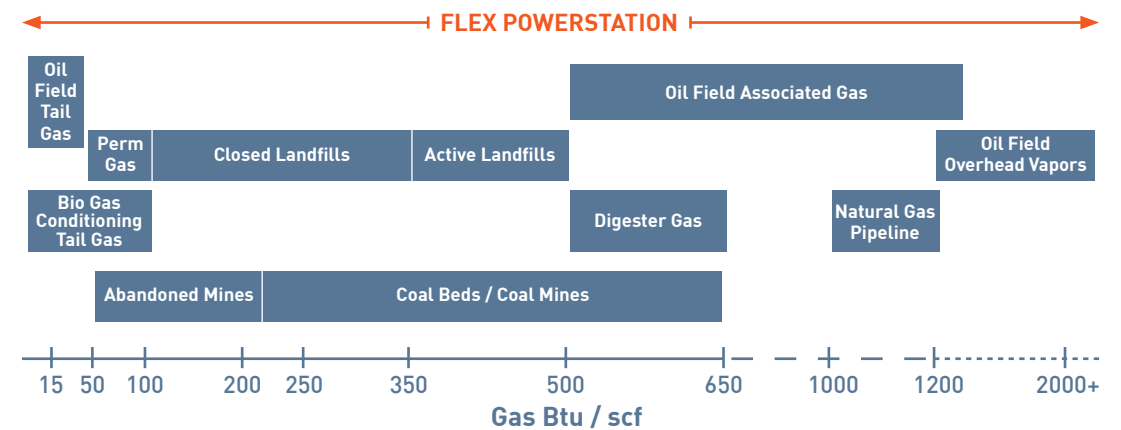 FLEX POWERSTATION
Oil
Field
Tail
Gas
Oil Field Associated Gas
Perm
Gas
Closed Landfills
Active Landfills
Oil Field
Overhead Vapors
Bio Gas
Conditioning
Tail Gas
Digester Gas
Natural Gas
Pipeline
Abandoned Mines
Coal Beds / Coal Mines
15 50 100 200 250 350 500 650 1000 1200 2000+
Gas Btu / scf